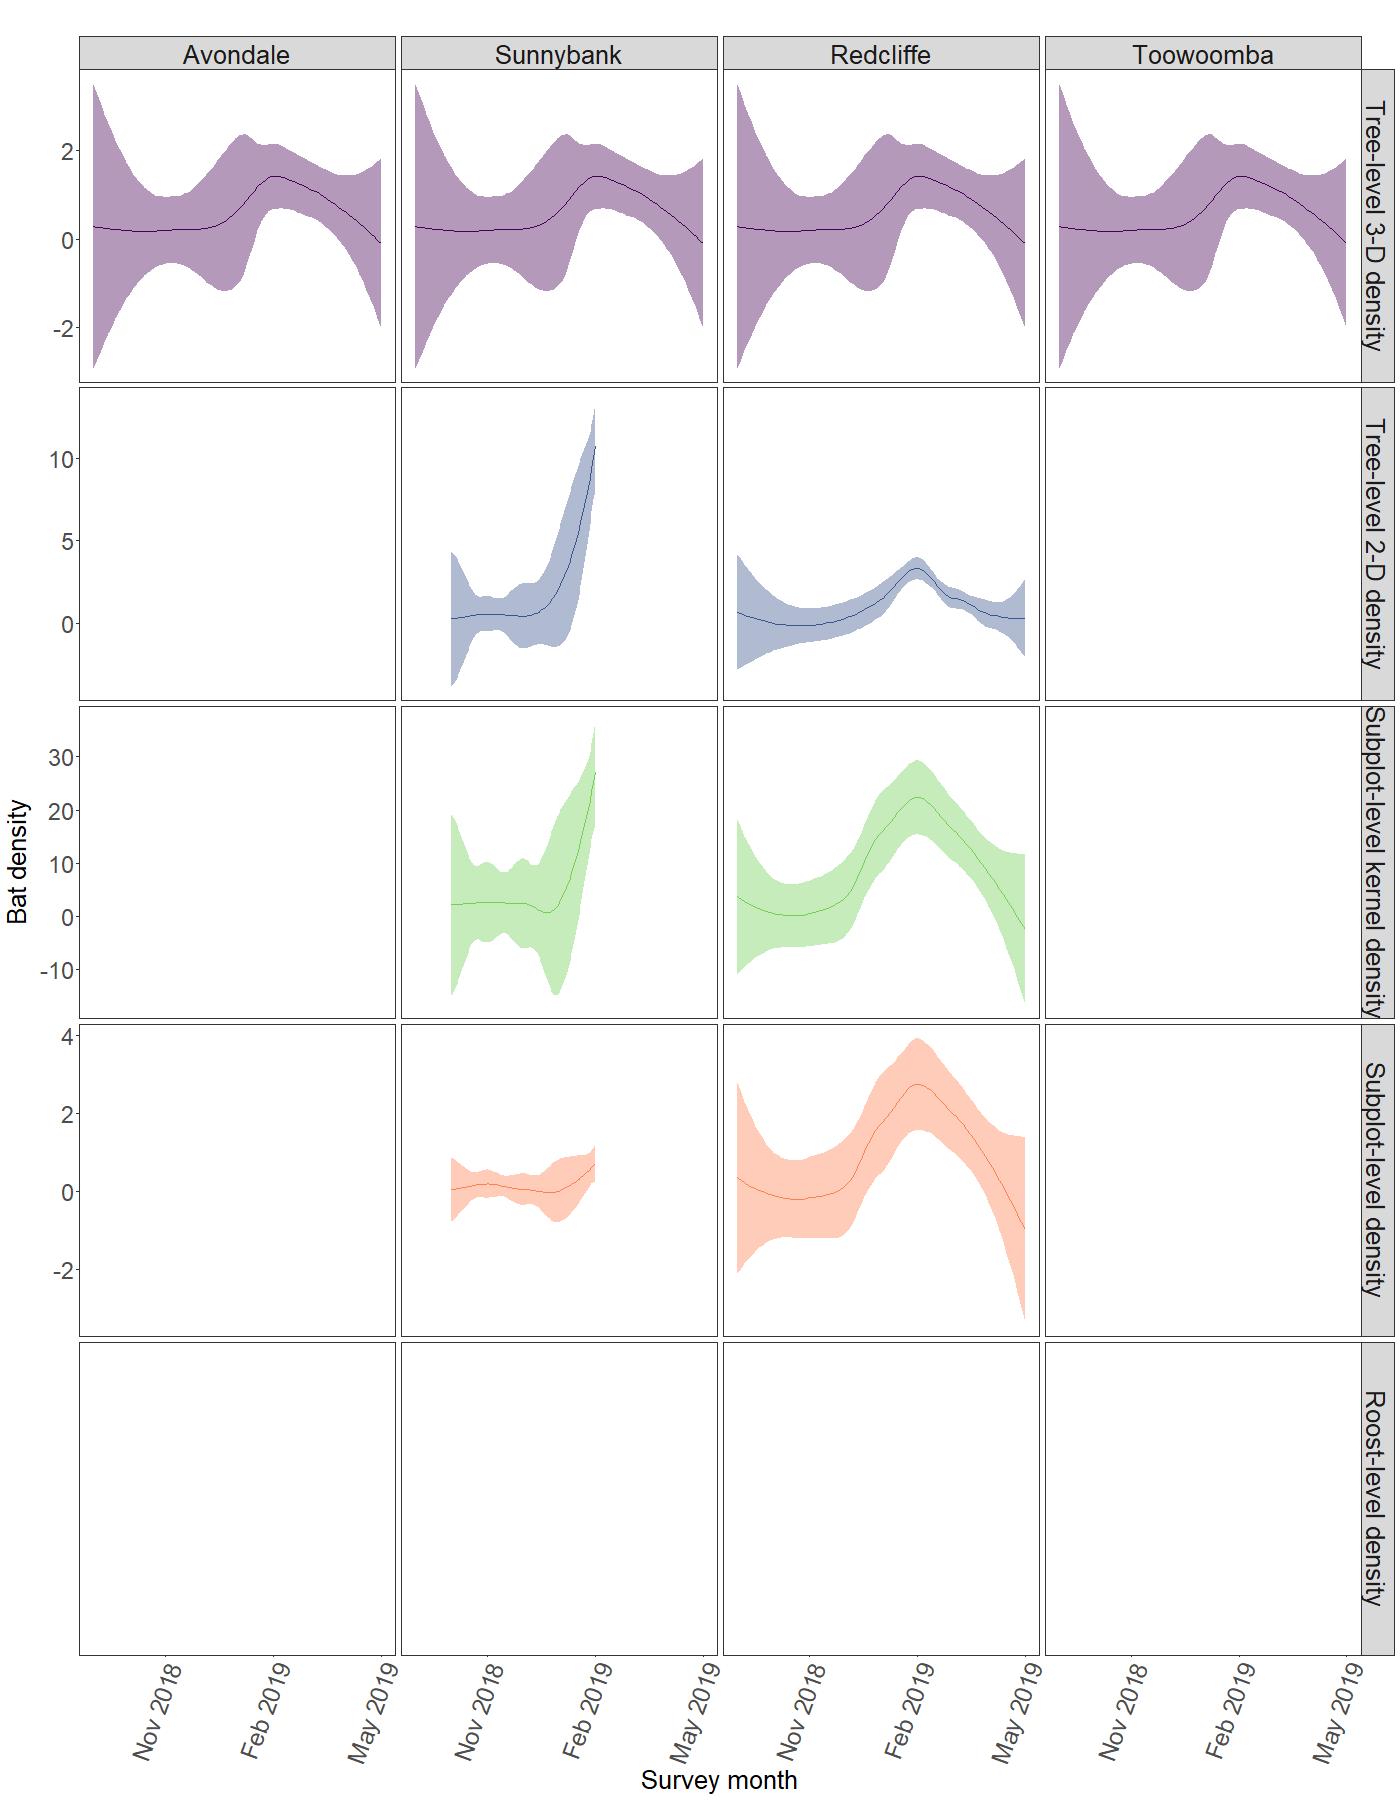 Avondale
Sunnybank
Redcliffe
Toowoomba
Tree-level 3-D density
2
0
-2
Tree-level 2-D density
10
5
0
Subplot-level kernel density
30
20
10
0
-10
Subplot-level density
4
2
0
-2
Roost-level density
Bat density
Nov 2018
Feb 2019
May 2019
Nov 2018
Feb 2019
May 2019
Nov 2018
Feb 2019
May 2019
Nov 2018
Feb 2019
May 2019
Survey month